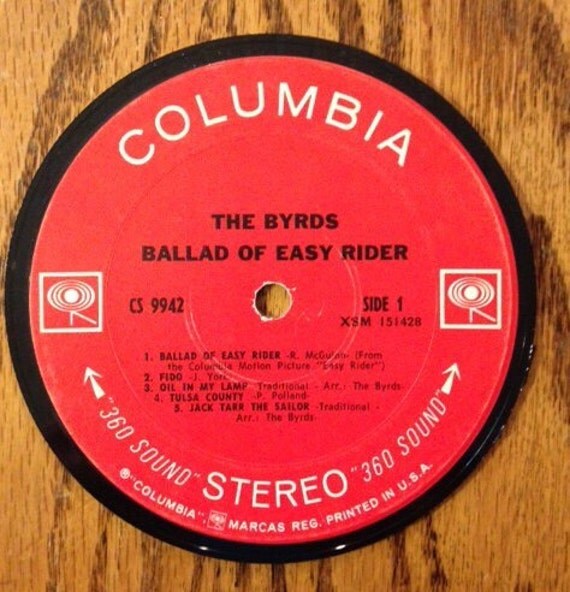 COLUMBIA
THE BYRDS
BALLAD OF EASY RIDER
CS 9942
SIDE 1
XSM 151428
1. BALLAD OF EASY RIDER -R. McGuinn- (From
the Columbia Motion Picture "Easy Rider")
2. FIDO -J. York-
3. OIL IN MY LAMP -Traditional - Arr.: The Byrds-
4. TULSA COUNTY -P. Polland-
5. JACK TARR THE SAILOR -Traditional -
Arr.: The Byrds-
"360 SOUND" STEREO "360 SOUND"
® "COLUMBIA", MARCAS REG. PRINTED IN U.S.A.